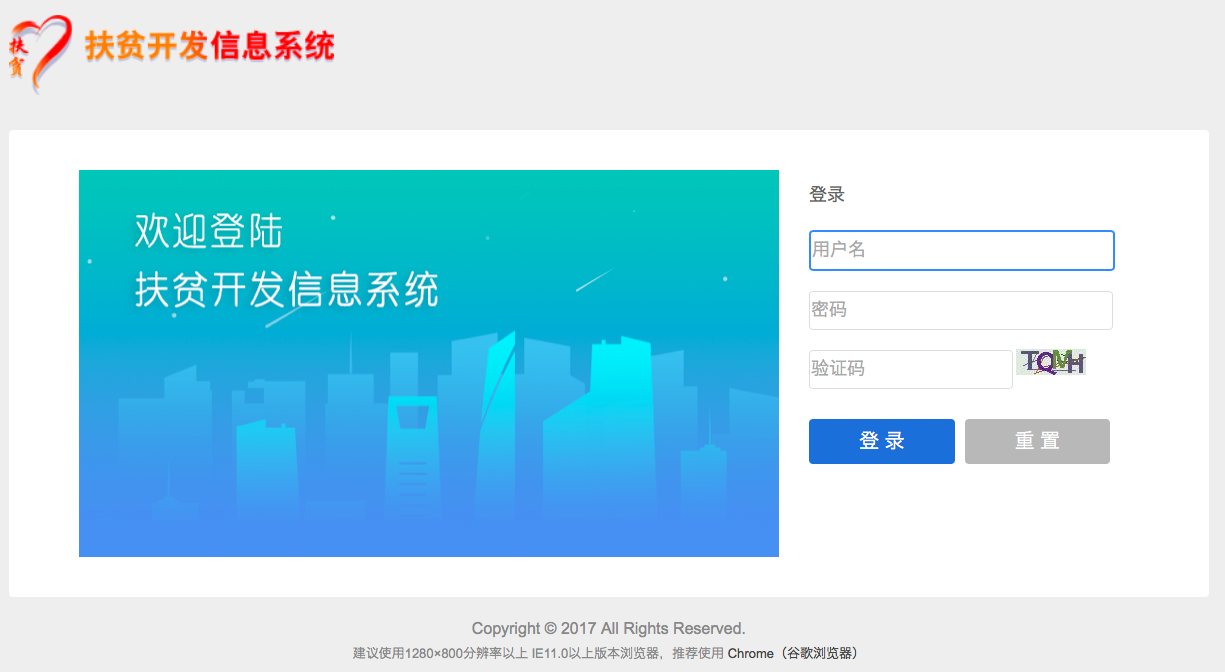 扶贫
扶贫开发信息系统
欢迎登陆
扶贫开发信息系统
登录
用户名
密码
验证码
TQMH
登 录
重 置
Copyright © 2017 All Rights Reserved.
建议使用1280×800分辨率以上 IE11.0以上版本浏览器，推荐使用 Chrome（谷歌浏览器）